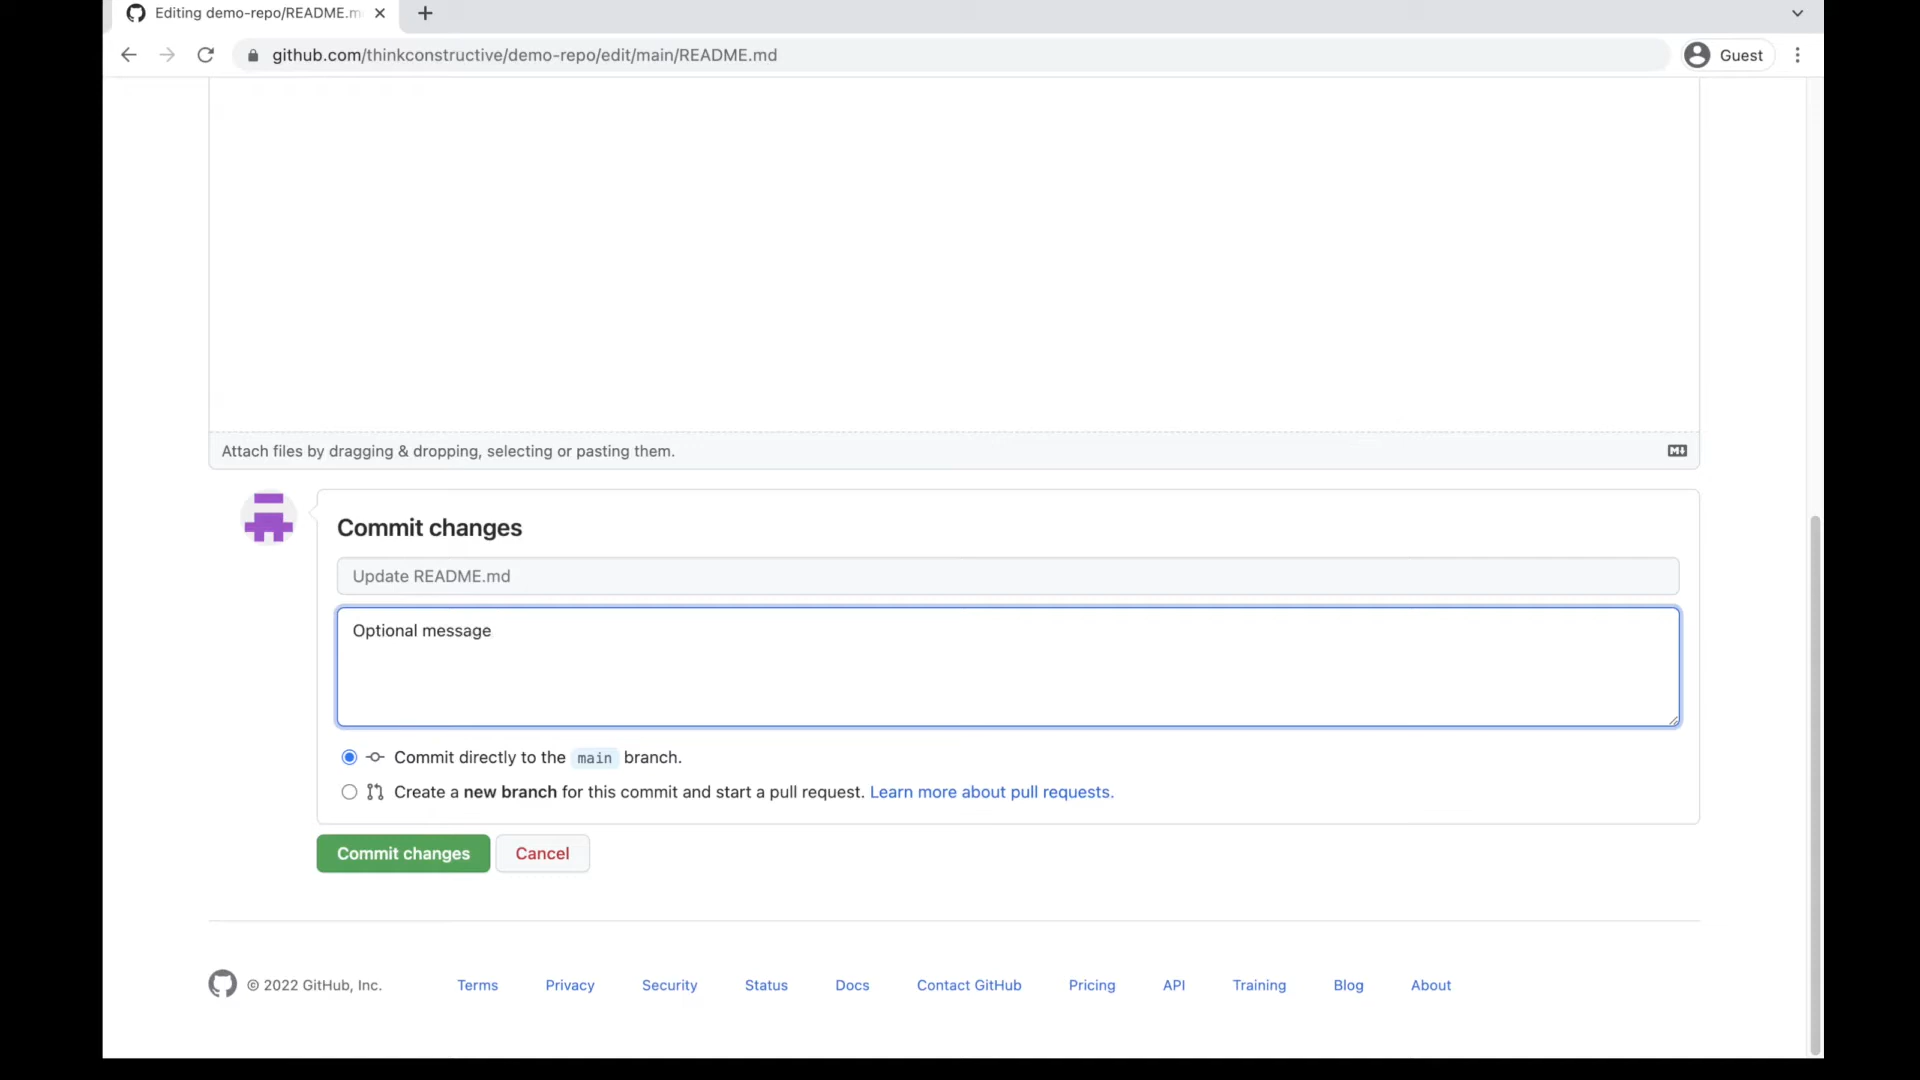 Editing demo-repo/README.m
github.com/thinkconstructive/demo-repo/edit/main/README.md
Guest
Attach files by dragging & dropping, selecting or pasting them.
Commit changes
Update README.md
Optional message
Commit directly to the main branch.
Create a new branch for this commit and start a pull request. Learn more about pull requests.
Commit changes Cancel
© 2022 GitHub, Inc. Terms Privacy Security Status Docs Contact GitHub Pricing API Training Blog About